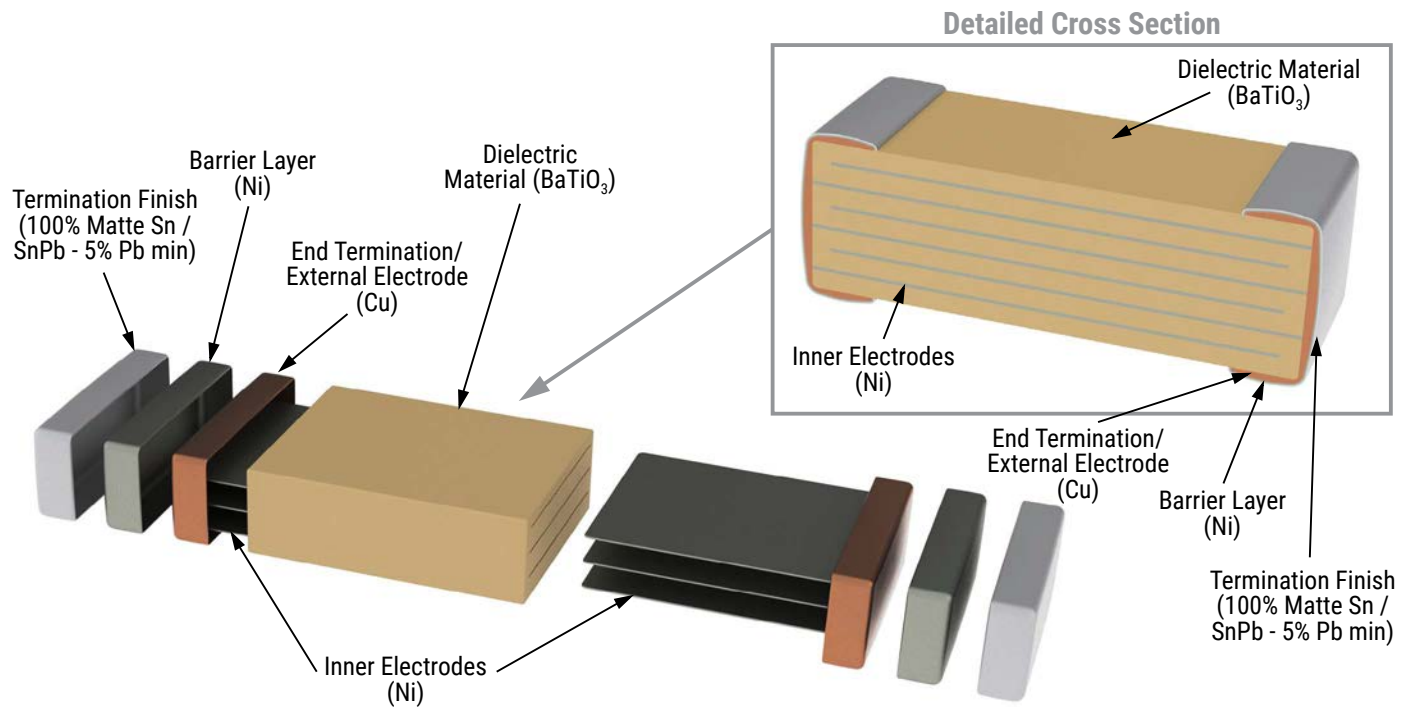 Detailed Cross Section
Dielectric Material
(BaTiO₃)
Inner Electrodes
(Ni)
End Termination/
External Electrode
(Cu)
Barrier Layer
(Ni)
Termination Finish
(100% Matte Sn /
SnPb - 5% Pb min)
Termination Finish
(100% Matte Sn /
SnPb - 5% Pb min)
Barrier Layer
(Ni)
End Termination/
External Electrode
(Cu)
Dielectric
Material (BaTiO₃)
Inner Electrodes
(Ni)